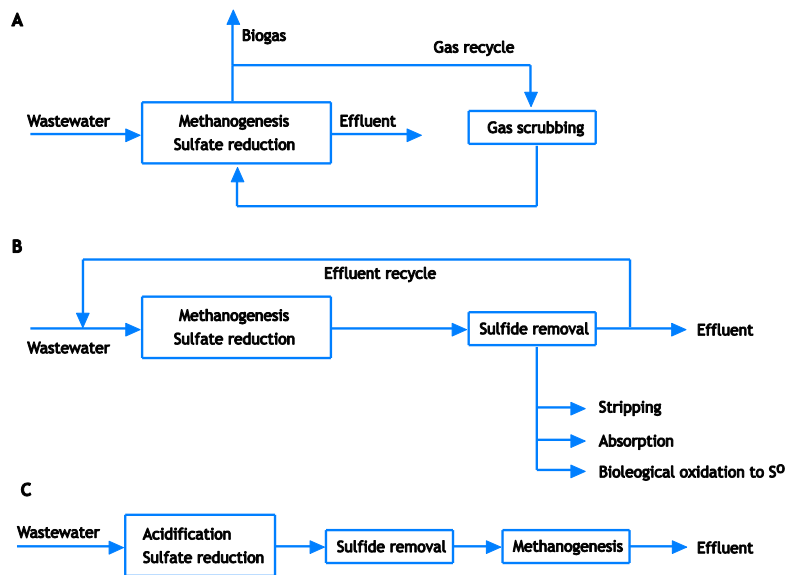 A
Biogas
Gas recycle
Wastewater
Methanogenesis
Sulfate reduction
Effluent
Gas scrubbing
B
Effluent recycle
Methanogenesis
Sulfate reduction
Sulfide removal
Effluent
Wastewater
Stripping
Absorption
Bioleogical oxidation to S⁰
C
Wastewater
Acidification
Sulfate reduction
Sulfide removal
Methanogenesis
Effluent